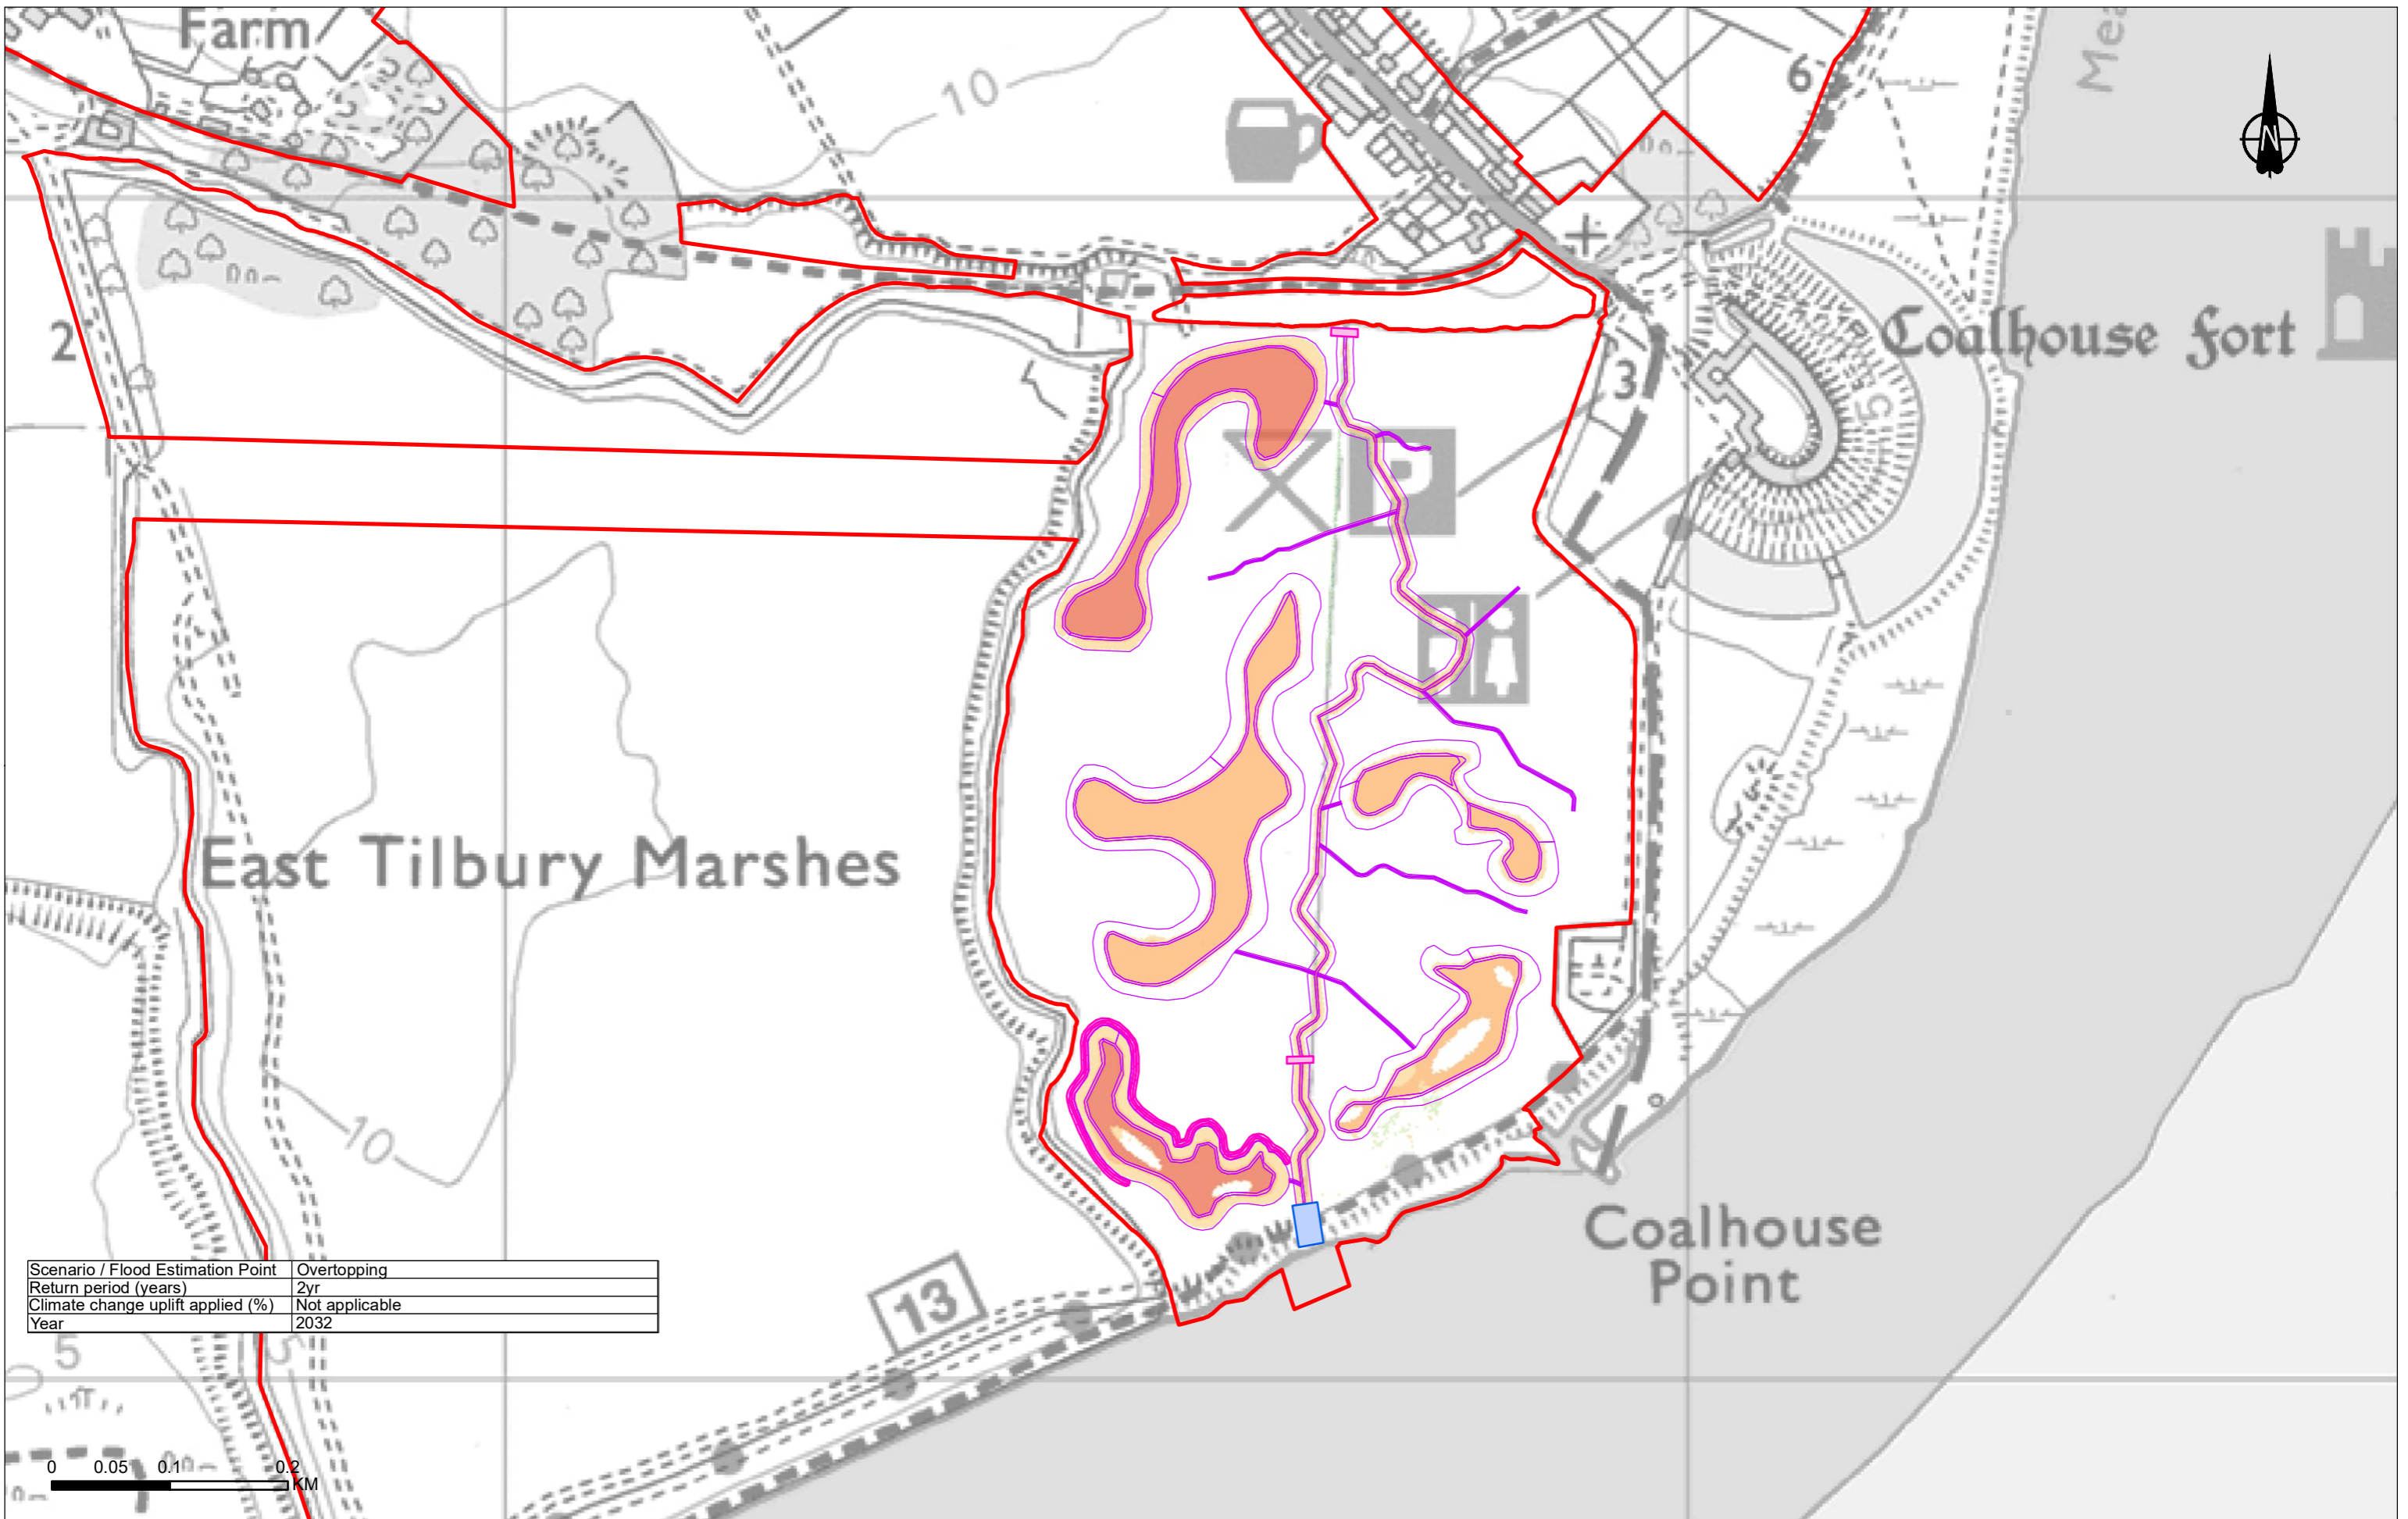 Farm
10
6
Mea
N
2
P
3
Coalhouse Fort
East Tilbury Marshes
10
Coalhouse
Point
13
Scenario / Flood Estimation Point Overtopping
Return period (years) 2yr
Climate change uplift applied (%) Not applicable
Year 2032
5
5
0 0.05 0.1 0.2
KM